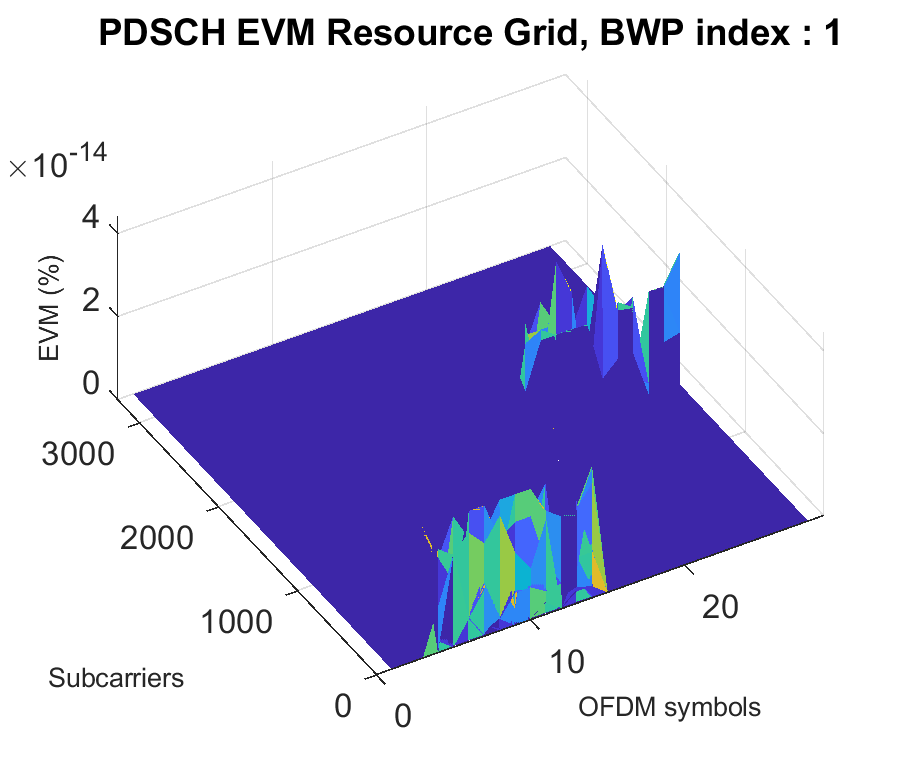 PDSCH EVM Resource Grid, BWP index : 1
×10-14
4
2
0
EVM (%)
3000
2000
1000
0
Subcarriers
0
10
20
OFDM symbols